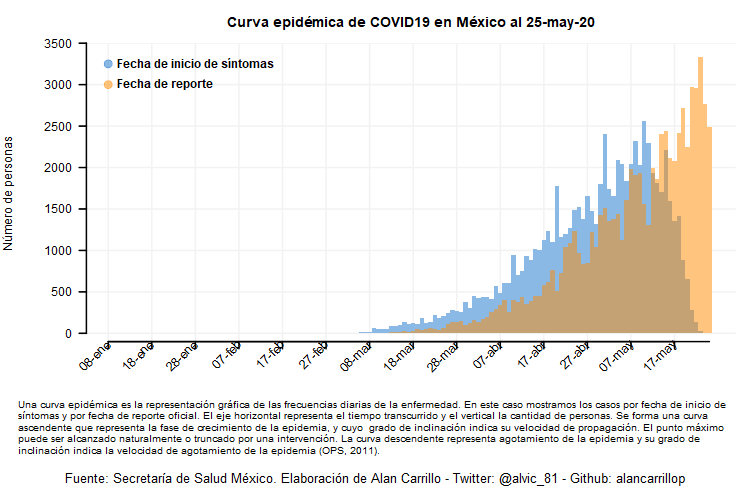 Curva epidémica de COVID19 en México al 25-may-20
Fecha de inicio de síntomas
Fecha de reporte
Número de personas
3500
3000
2500
2000
1500
1000
500
0
08-ene
18-ene
28-ene
07-feb
17-feb
27-feb
08-mar
18-mar
28-mar
07-abr
17-abr
27-abr
07-may
17-may
Una curva epidémica es la representación gráfica de las frecuencias diarias de la enfermedad. En este caso mostramos los casos por fecha de inicio de
síntomas y por fecha de reporte oficial. El eje horizontal representa el tiempo transcurrido y el vertical la cantidad de personas. Se forma una curva
ascendente que representa la fase de crecimiento de la epidemia, y cuyo grado de inclinación indica su velocidad de propagación. El punto máximo
puede ser alcanzado naturalmente o truncado por una intervención. La curva descendente representa agotamiento de la epidemia y su grado de
inclinación indica la velocidad de agotamiento de la epidemia (OPS, 2011).
Fuente: Secretaría de Salud México. Elaboración de Alan Carrillo - Twitter: @alvic_81 - Github: alancarrillop